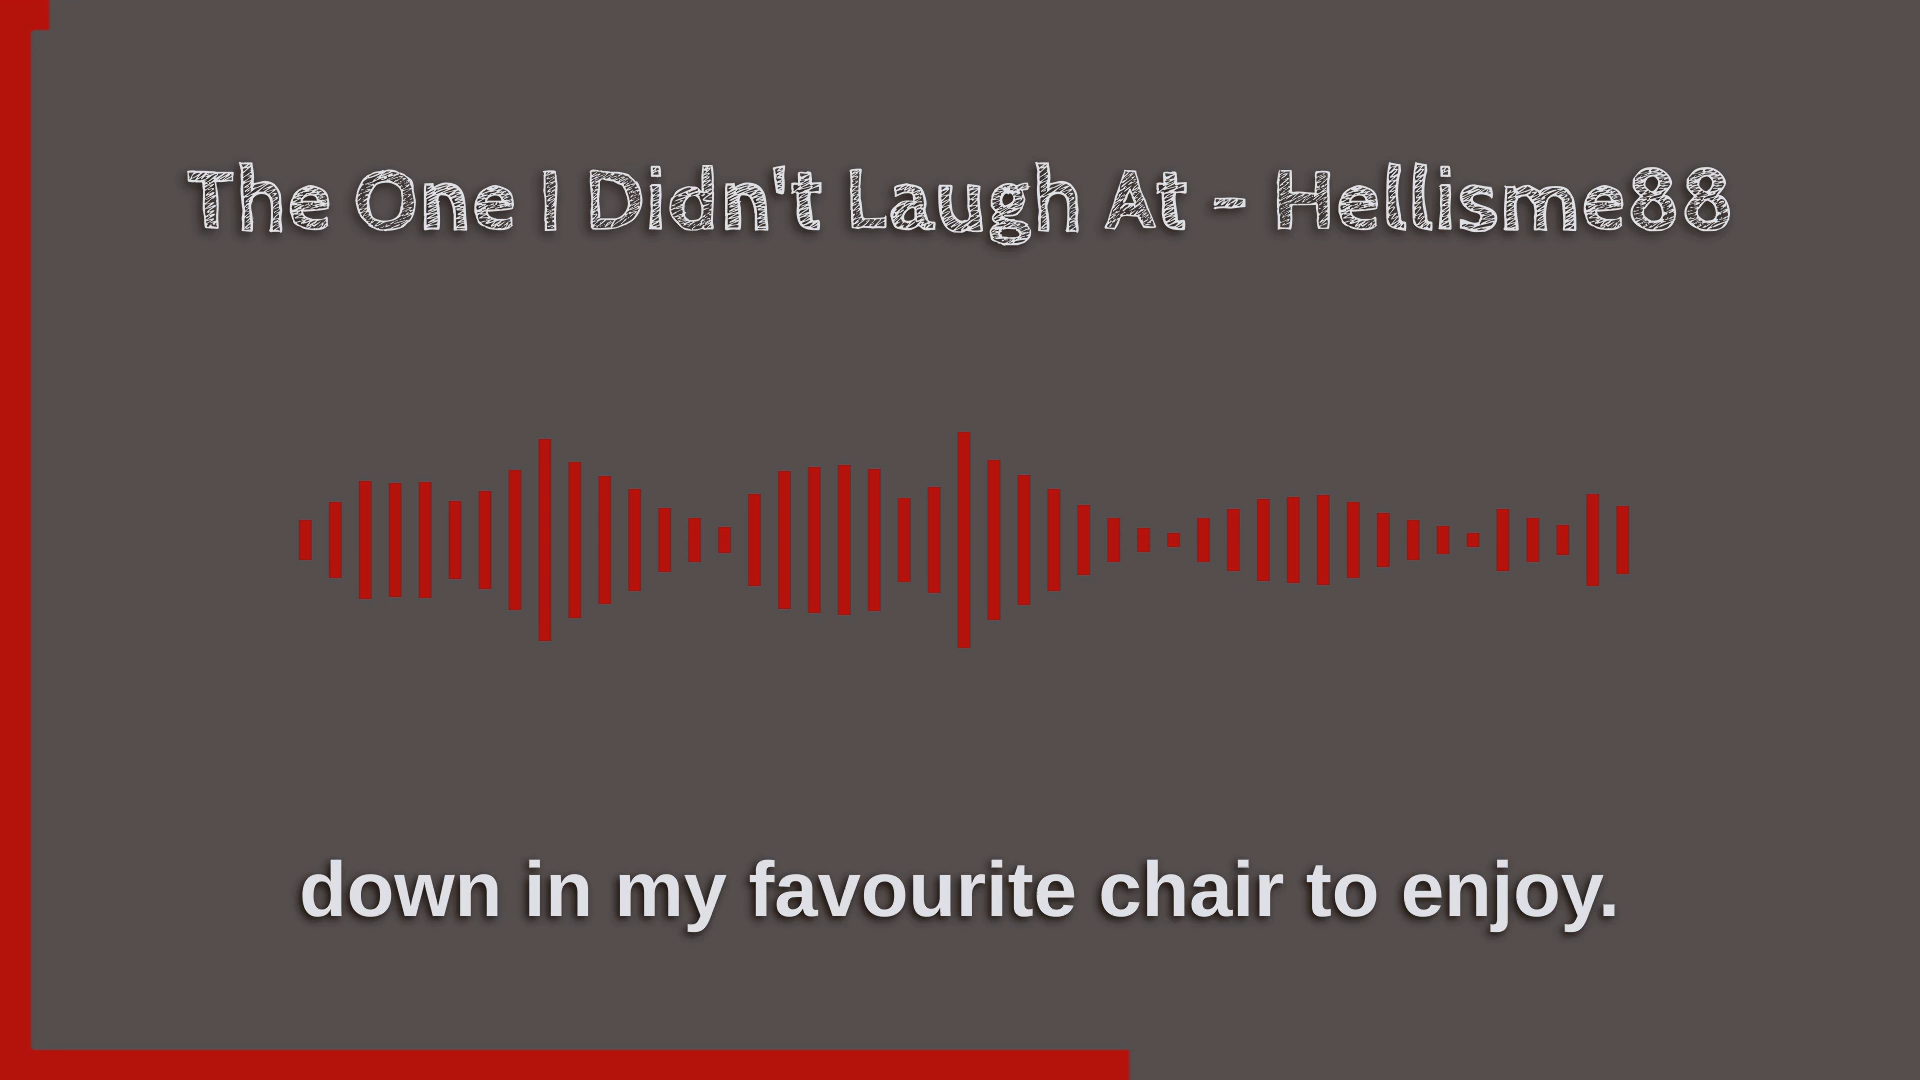 The One I Didn't Laugh At - Hellisme88
down in my favourite chair to enjoy.